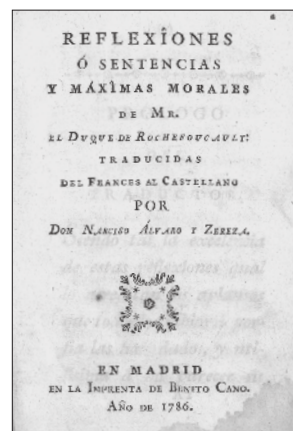 REFLEXÎONES
Ó SENTENCIAS
Y MÁXÎMAS MORALES
DE MR.
EL DUQUE DE ROCHEFOUCAULT:
TRADUCIDAS
DEL FRANCES AL CASTELLANO
POR
DON NARCISO ÁLVARO Y ZEREZA.
EN MADRID
EN LA IMPRENTA DE BENITO CANO.
AÑO DE 1786.